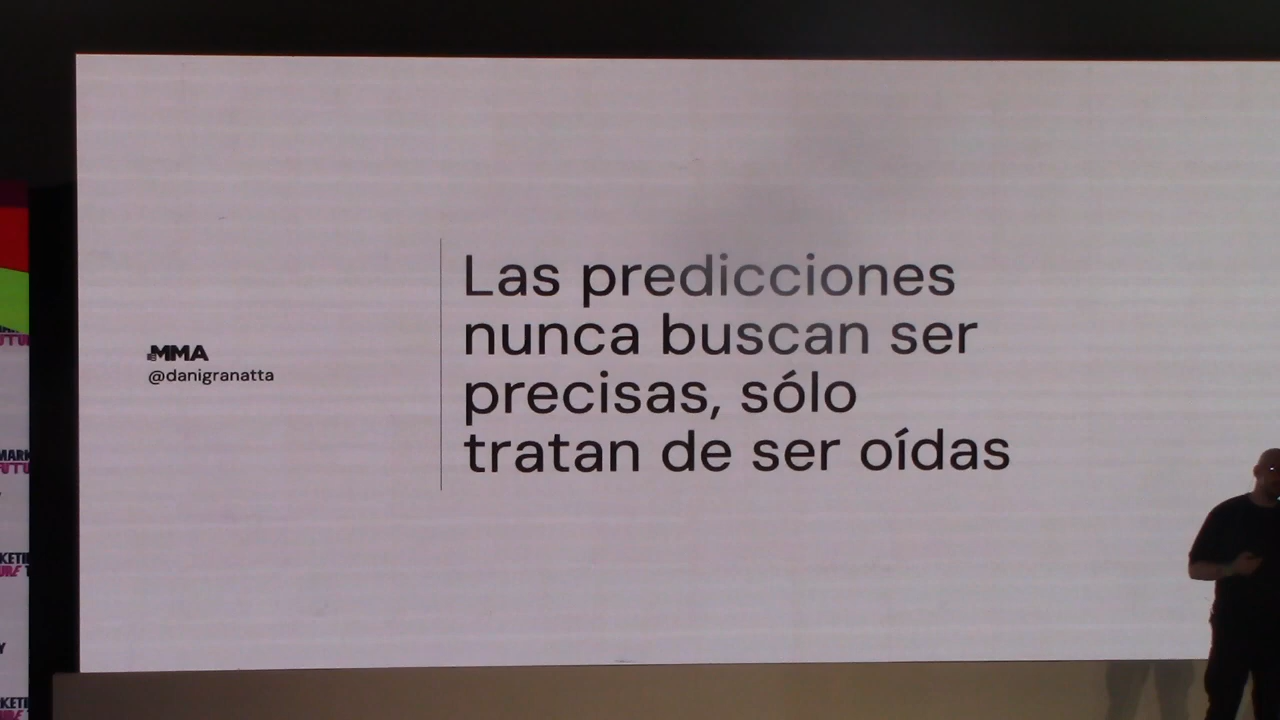 MMA
@danigranatta
Las predicciones
nunca buscan ser
precisas, sólo
tratan de ser oídas